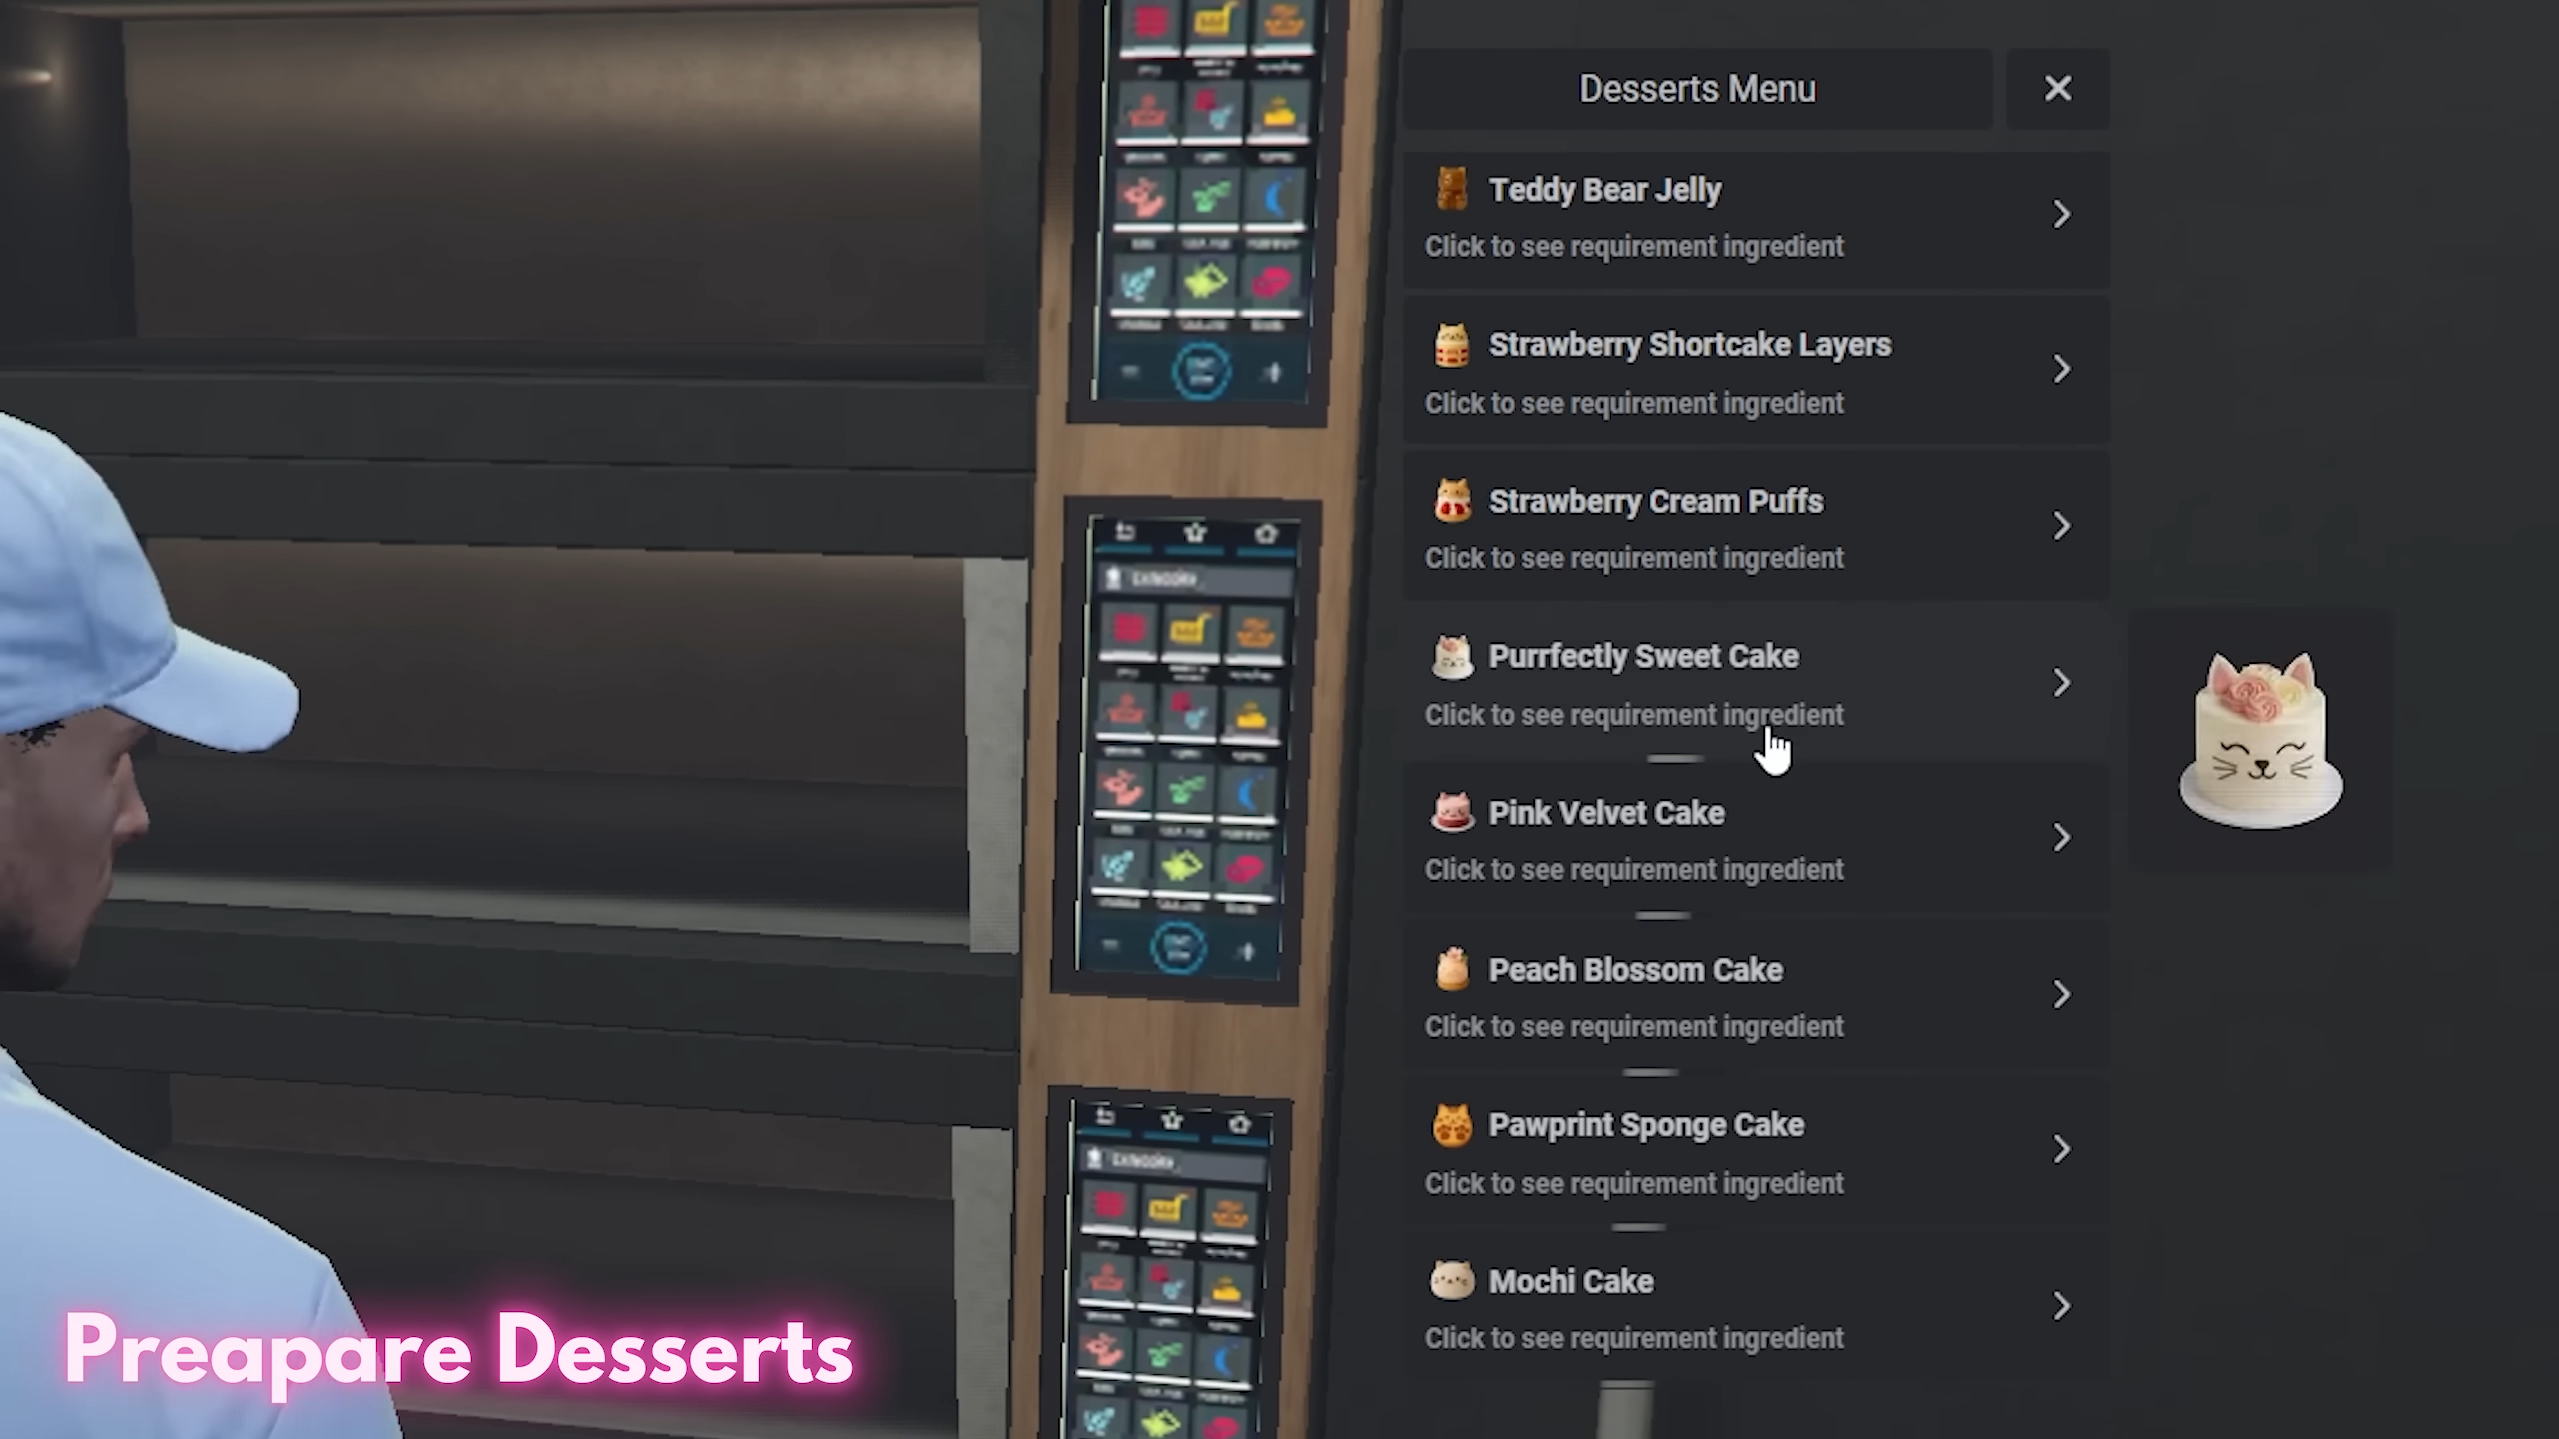 Desserts Menu
Teddy Bear Jelly
Click to see requirement ingredient
Strawberry Shortcake Layers
Click to see requirement ingredient
Strawberry Cream Puffs
Click to see requirement ingredient
Purrfectly Sweet Cake
Click to see requirement ingredient
Pink Velvet Cake
Click to see requirement ingredient
Peach Blossom Cake
Click to see requirement ingredient
Pawprint Sponge Cake
Click to see requirement ingredient
Mochi Cake
Click to see requirement ingredient
Preapare Desserts